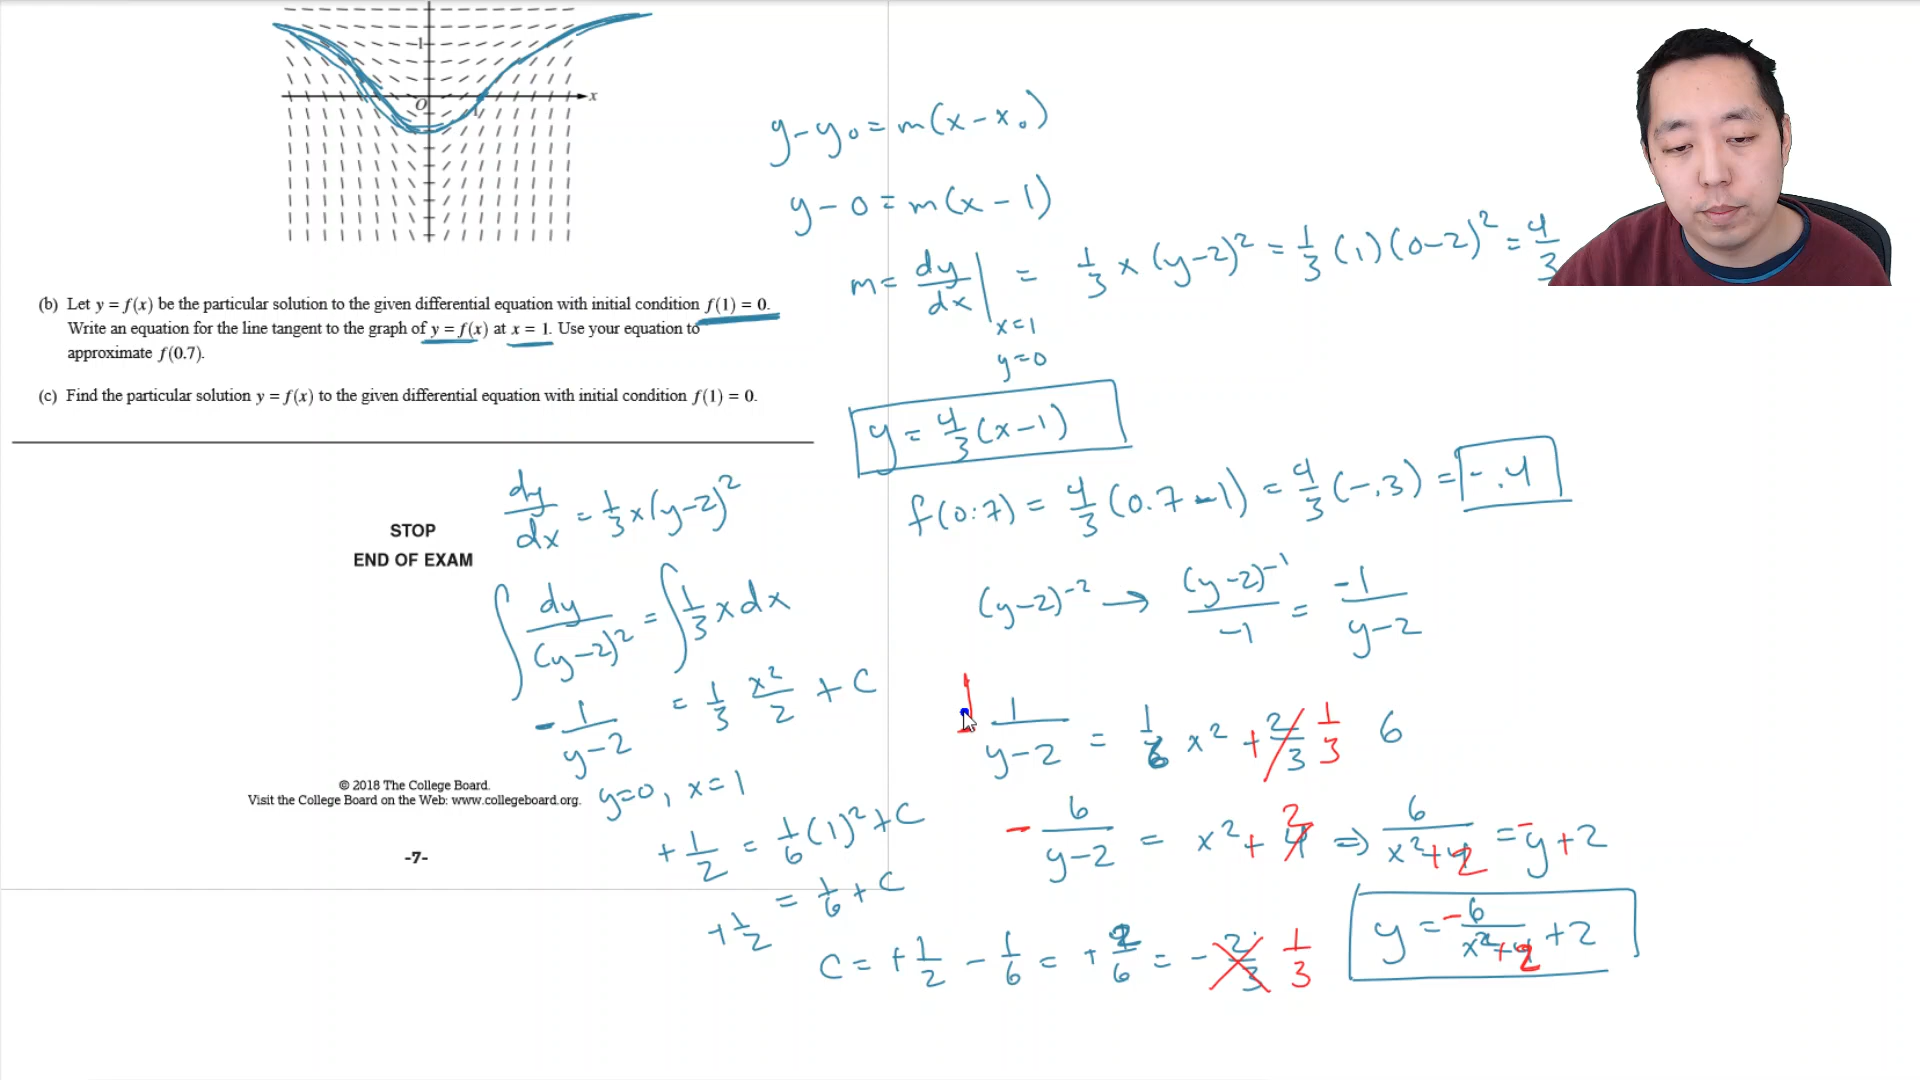 1
O
x
(b) Let y = f(x) be the particular solution to the given differential equation with initial condition f(1) = 0.
Write an equation for the line tangent to the graph of y = f(x) at x = 1. Use your equation to
approximate f(0.7).
(c) Find the particular solution y = f(x) to the given differential equation with initial condition f(1) = 0.
STOP
END OF EXAM
© 2018 The College Board.
Visit the College Board on the Web: www.collegeboard.org.
-7-
dy/dx = 1/3 x(y-2)²
∫ dy/(y-2)² = ∫ 1/3 x dx
- 1/(y-2) = 1/3 x²/2 + C
y=0, x=1
+ 1/2 = 1/6 (1)² + C
+ 1/2 = 1/6 + C
C = + 1/2 - 1/6 = + 2/6 = - 2/3 1/3
y - y₀ = m(x - x₀)
y - 0 = m(x - 1)
m = dy/dx | = 1/3 x (y-2)² = 1/3 (1)(0-2)² = 4/3
x=1
y=0
y = 4/3 (x-1)
f(0.7) = 4/3 (0.7 - 1) = 4/3 (-.3) = -.4
(y-2)⁻² → (y-2)⁻¹/-1 = -1/(y-2)
1/(y-2) = 1/6 x² + 2/3 1/3 6
- 6/(y-2) = x² + 2 ⇒ 6/(x²+2) = -y+2
y = -6/(x²+2) + 2